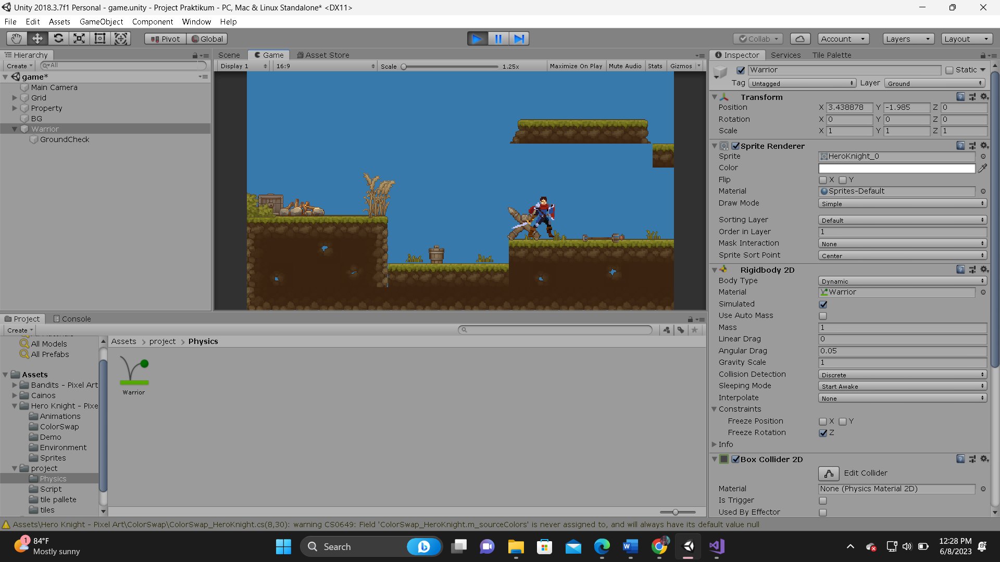 Unity 2018.3.7f1 Personal - game.unity - Project Praktikum - PC, Mac & Linux Standalone* <DX11>
File Edit Assets GameObject Component Window Help
Pivot Global Collab Account Layers Layout
Hierarchy
Create All
game*
Main Camera
Grid
Property
BG
Warrior
GroundCheck
Scene Game Asset Store
Display 1 16:9 Scale 1.25x Maximize On Play Mute Audio Stats Gizmos
Inspector Services Tile Palette
Warrior Static
Tag Untagged Layer Ground
Transform
Position X 3.438878 Y -1.985 Z 0
Rotation X 0 Y 0 Z 0
Scale X 1 Y 1 Z 1
Sprite Renderer
Sprite HeroKnight_0
Color
Flip X Y
Material Sprites-Default
Draw Mode Simple
Sorting Layer Default
Order in Layer 1
Mask Interaction None
Sprite Sort Point Center
Rigidbody 2D
Body Type Dynamic
Material Warrior
Simulated
Use Auto Mass
Mass 1
Linear Drag 0
Angular Drag 0.05
Gravity Scale 1
Collision Detection Discrete
Sleeping Mode Start Awake
Interpolate None
Constraints
Freeze Position X Y
Freeze Rotation Z
Info
Box Collider 2D
Edit Collider
Material None (Physics Material 2D)
Is Trigger
Used By Effector
Project Console
Create
All Models
All Prefabs
Assets
Bandits - Pixel Art
Cainos
Hero Knight - Pixe
Animations
ColorSwap
Demo
Environment
Sprites
project
Physics
Script
tile pallete
tiles
Assets > project > Physics
Warrior
Assets\Hero Knight - Pixel Art\ColorSwap\ColorSwap_HeroKnight.cs(8,30): warning CS0649: Field 'ColorSwap_HeroKnight.m_sourceColors' is never assigned to, and will always have its default value null
1
84°F
Mostly sunny
Search
12:28 PM
6/8/2023